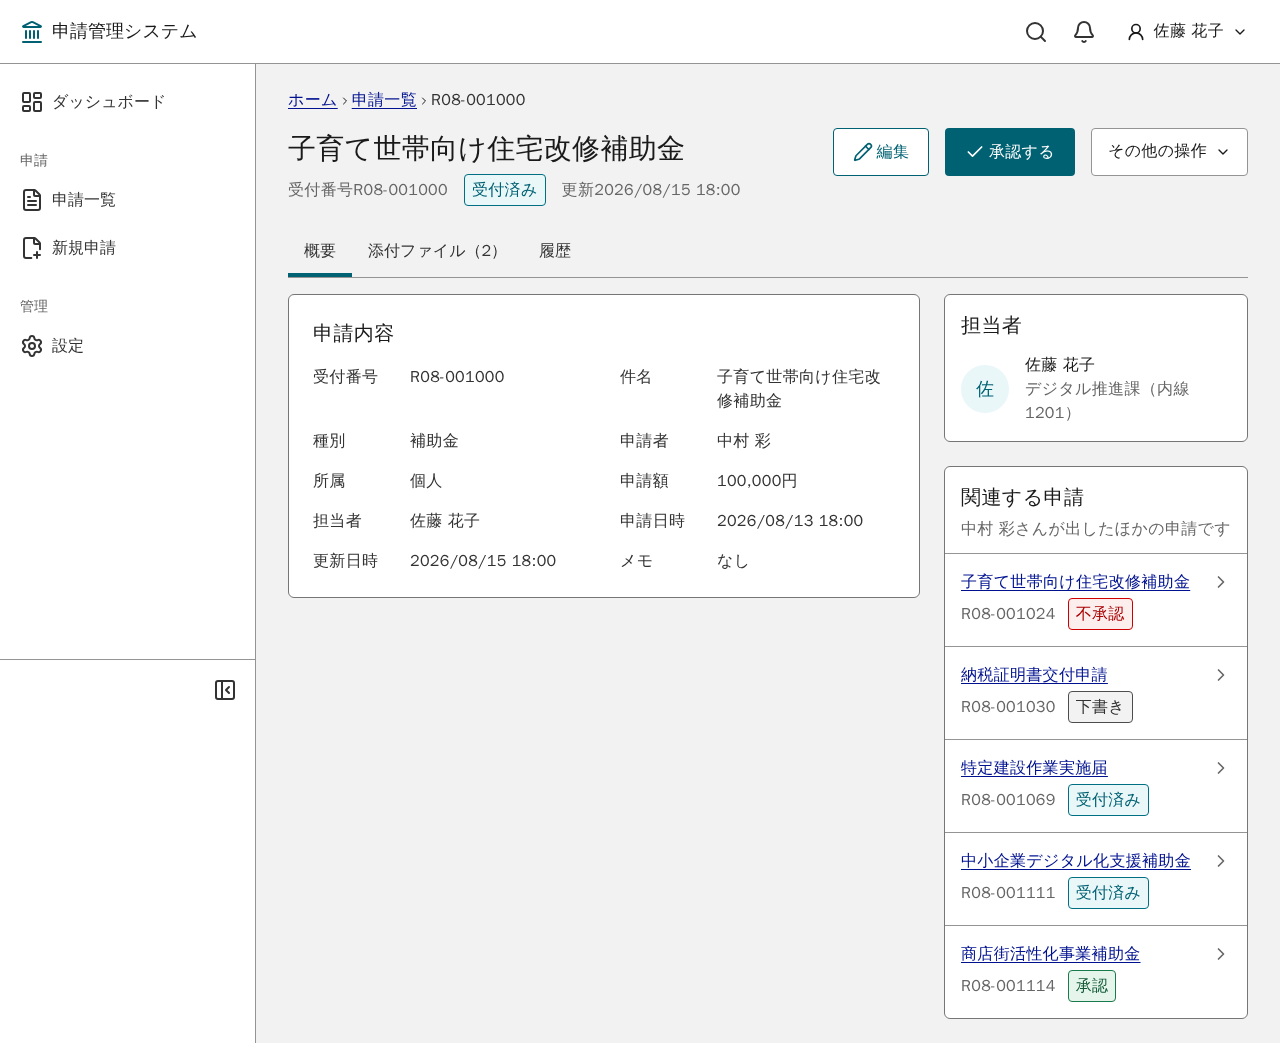 申請管理システム
佐藤 花子
ダッシュボード
申請
申請一覧
新規申請
管理
設定
ホーム › 申請一覧 › R08-001000
子育て世帯向け住宅改修補助金
編集
承認する
その他の操作
受付番号R08-001000 受付済み 更新2026/08/15 18:00
概要 添付ファイル（2） 履歴
申請内容
受付番号 R08-001000 件名 子育て世帯向け住宅改
修補助金
種別 補助金 申請者 中村 彩
所属 個人 申請額 100,000円
担当者 佐藤 花子 申請日時 2026/08/13 18:00
更新日時 2026/08/15 18:00 メモ なし
担当者
佐
佐藤 花子
デジタル推進課（内線
1201）
関連する申請
中村 彩さんが出したほかの申請です
子育て世帯向け住宅改修補助金
R08-001024 不承認
納税証明書交付申請
R08-001030 下書き
特定建設作業実施届
R08-001069 受付済み
中小企業デジタル化支援補助金
R08-001111 受付済み
商店街活性化事業補助金
R08-001114 承認